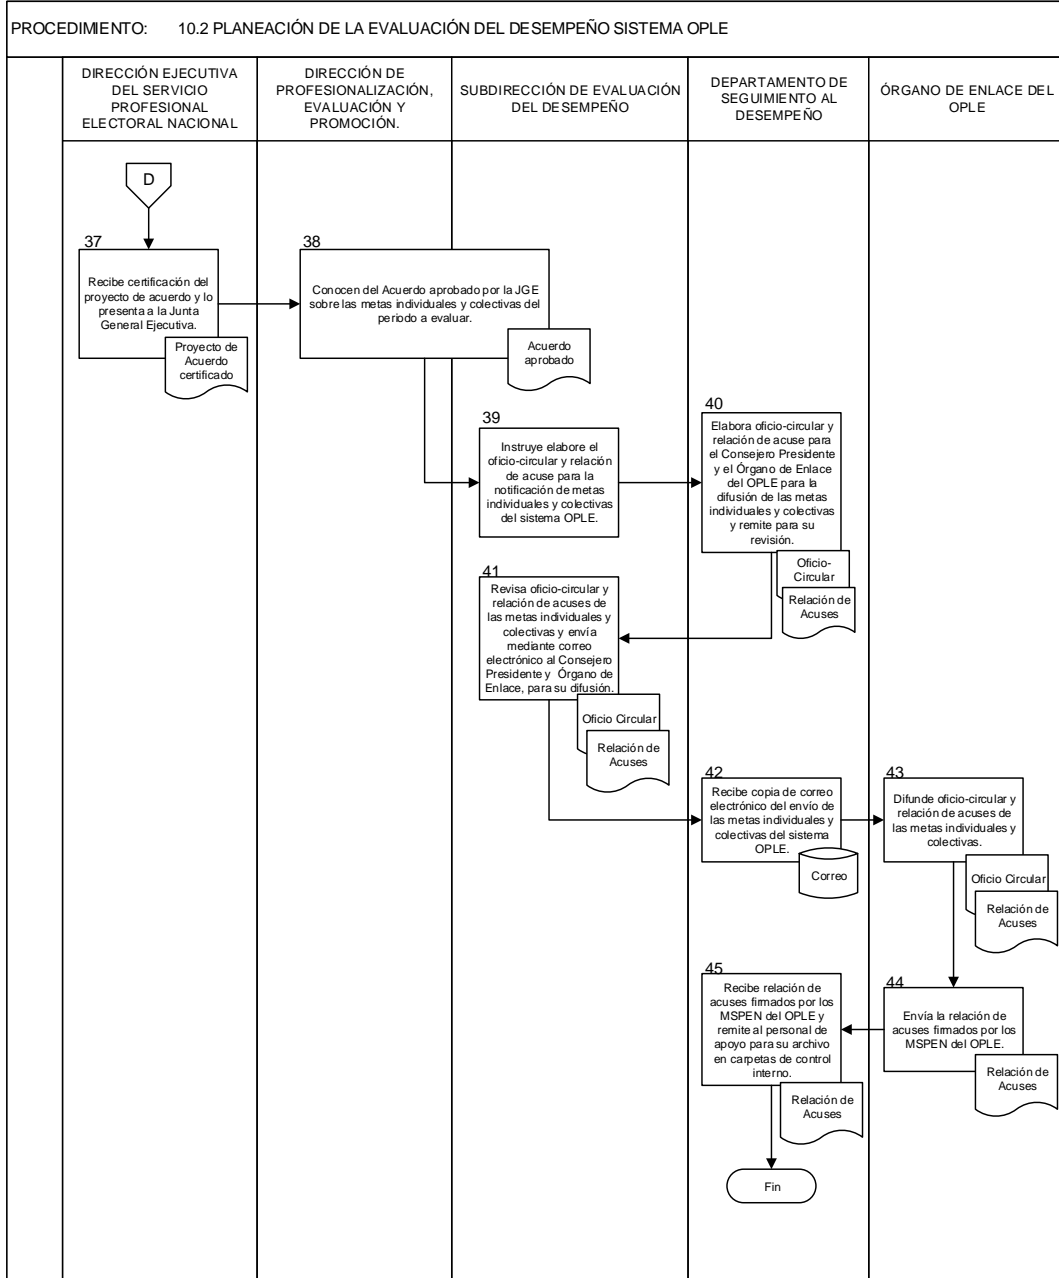 PROCEDIMIENTO: 10.2 PLANEACIÓN DE LA EVALUACIÓN DEL DESEMPEÑO SISTEMA OPLE
DIRECCIÓN EJECUTIVA
DEL SERVICIO
PROFESIONAL
ELECTORAL NACIONAL
DIRECCIÓN DE
PROFESIONALIZACIÓN,
EVALUACIÓN Y
PROMOCIÓN.
SUBDIRECCIÓN DE EVALUACIÓN
DEL DESEMPEÑO
DEPARTAMENTO DE
SEGUIMIENTO AL
DESEMPEÑO
ÓRGANO DE ENLACE DEL
OPLE
D
37
Recibe certificación del
proyecto de acuerdo y lo
presenta a la Junta
General Ejecutiva.
Proyecto de
Acuerdo
certificado
38
Conocen del Acuerdo aprobado por la JGE
sobre las metas individuales y colectivas del
periodo a evaluar.
Acuerdo
aprobado
39
Instruye elabore el
oficio-circular y relación
de acuse para la
notificación de metas
individuales y colectivas
del sistema OPLE.
40
Elabora oficio-circular y
relación de acuse para
el Consejero Presidente
y el Órgano de Enlace
del OPLE para la
difusión de las metas
individuales y colectivas
y remite para su
revisión.
Oficio-
Circular
Relación de
Acuses
41
Revisa oficio-circular y
relación de acuses de
las metas individuales y
colectivas y envía
mediante correo
electrónico al Consejero
Presidente y Órgano de
Enlace, para su difusión.
Oficio Circular
Relación de
Acuses
42
Recibe copia de correo
electrónico del envío de
las metas individuales y
colectivas del sistema
OPLE.
Correo
43
Difunde oficio-circular y
relación de acuses de
las metas individuales y
colectivas.
Oficio Circular
Relación de
Acuses
44
Envía la relación de
acuses firmados por los
MSPEN del OPLE.
Relación de
Acuses
45
Recibe relación de
acuses firmados por los
MSPEN del OPLE y
remite al personal de
apoyo para su archivo
en carpetas de control
interno.
Relación de
Acuses
Fin